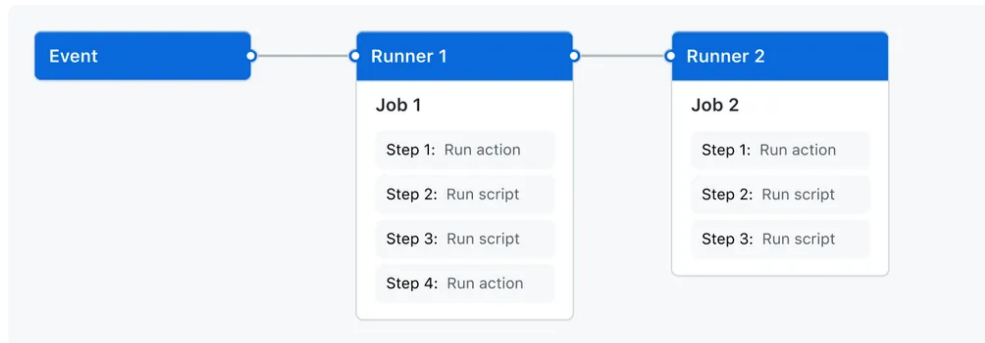 Event
Runner 1
Job 1
Step 1: Run action
Step 2: Run script
Step 3: Run script
Step 4: Run action
Runner 2
Job 2
Step 1: Run action
Step 2: Run script
Step 3: Run script